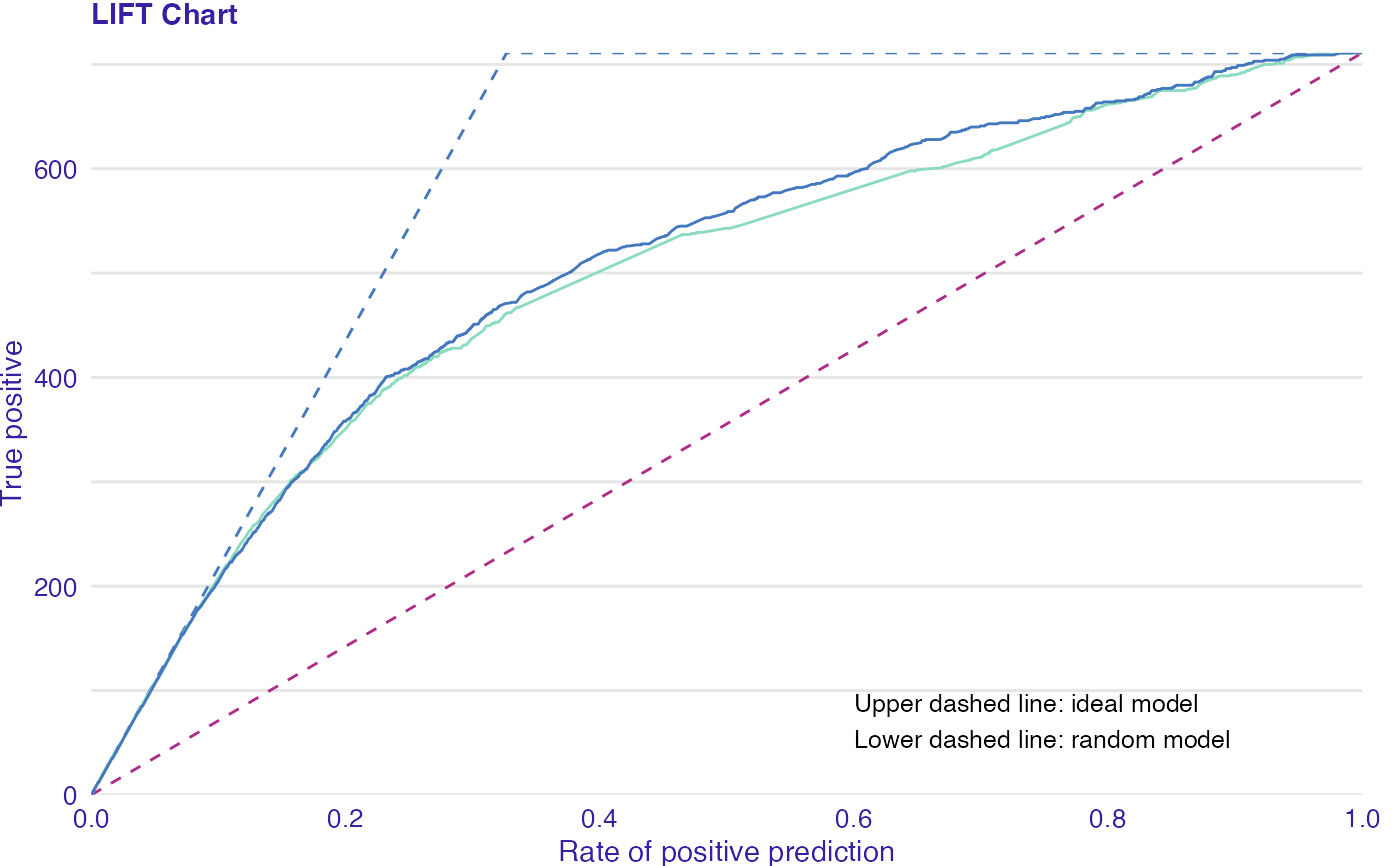 LIFT Chart
True positive
600
400
200
0
Upper dashed line: ideal model
Lower dashed line: random model
0.0 0.2 0.4 0.6 0.8 1.0
Rate of positive prediction